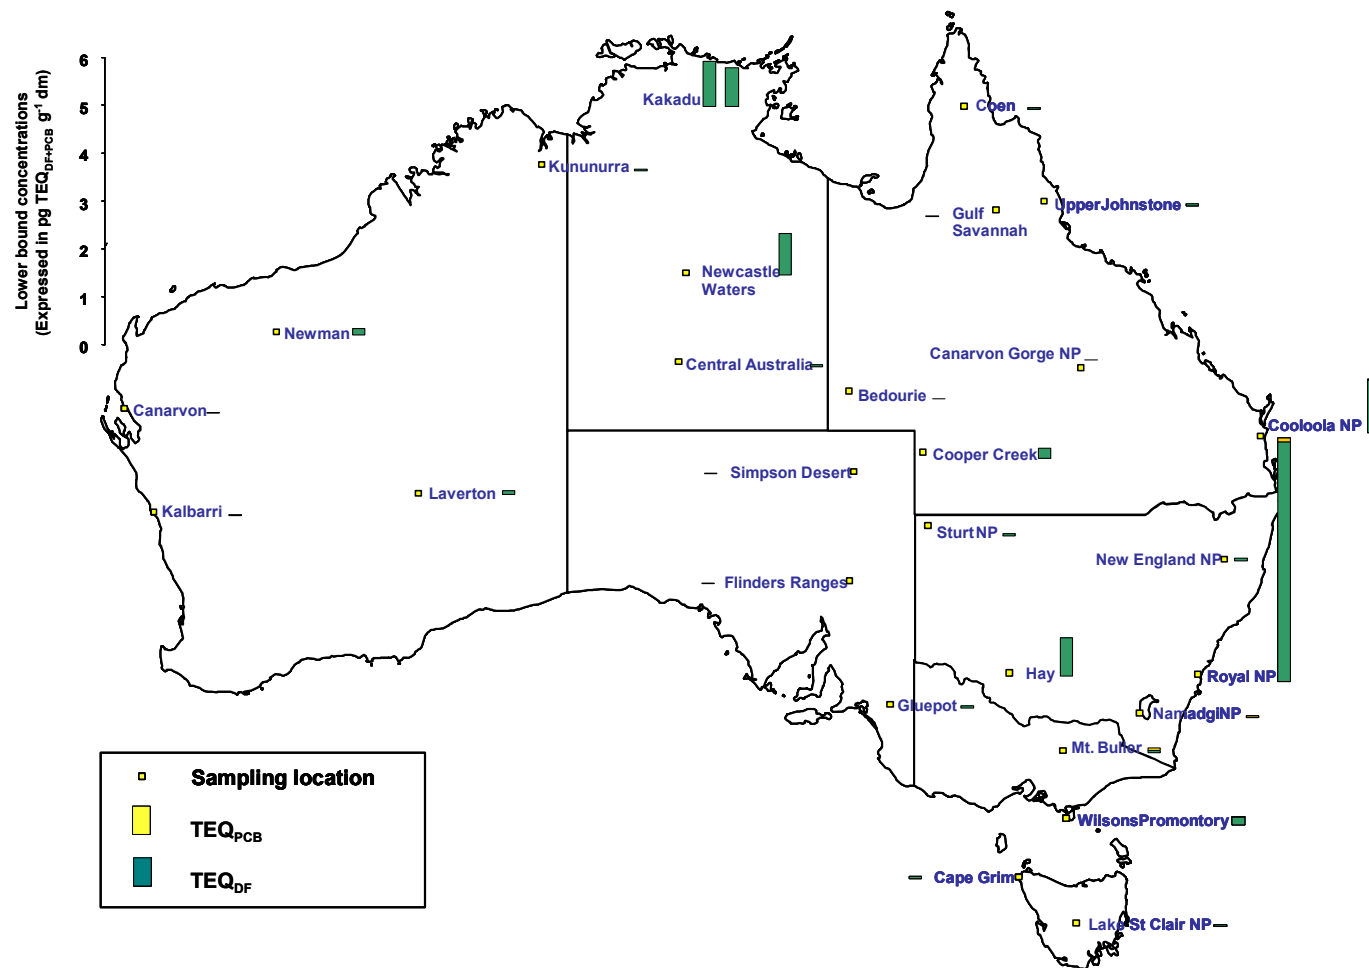 Lower bound concentrations
(Expressed in pg TEQDF+PCB g-1 dm)
6
5
4
3
2
1
0
Kakadu
Coen
Kununurra
UpperJohnstone
Gulf
Savannah
Newcastle
Waters
Newman
Canarvon Gorge NP
Central Australia
Bedourie
Canarvon
Cooloola NP
Cooper Creek
Simpson Desert
Laverton
Kalbarri
SturtNP
New England NP
Flinders Ranges
Hay
Royal NP
Gluepot
NamadgiNP
Mt. Buller
Sampling location
TEQPCB
TEQDF
WilsonsPromontory
Cape Grim
Lake St Clair NP